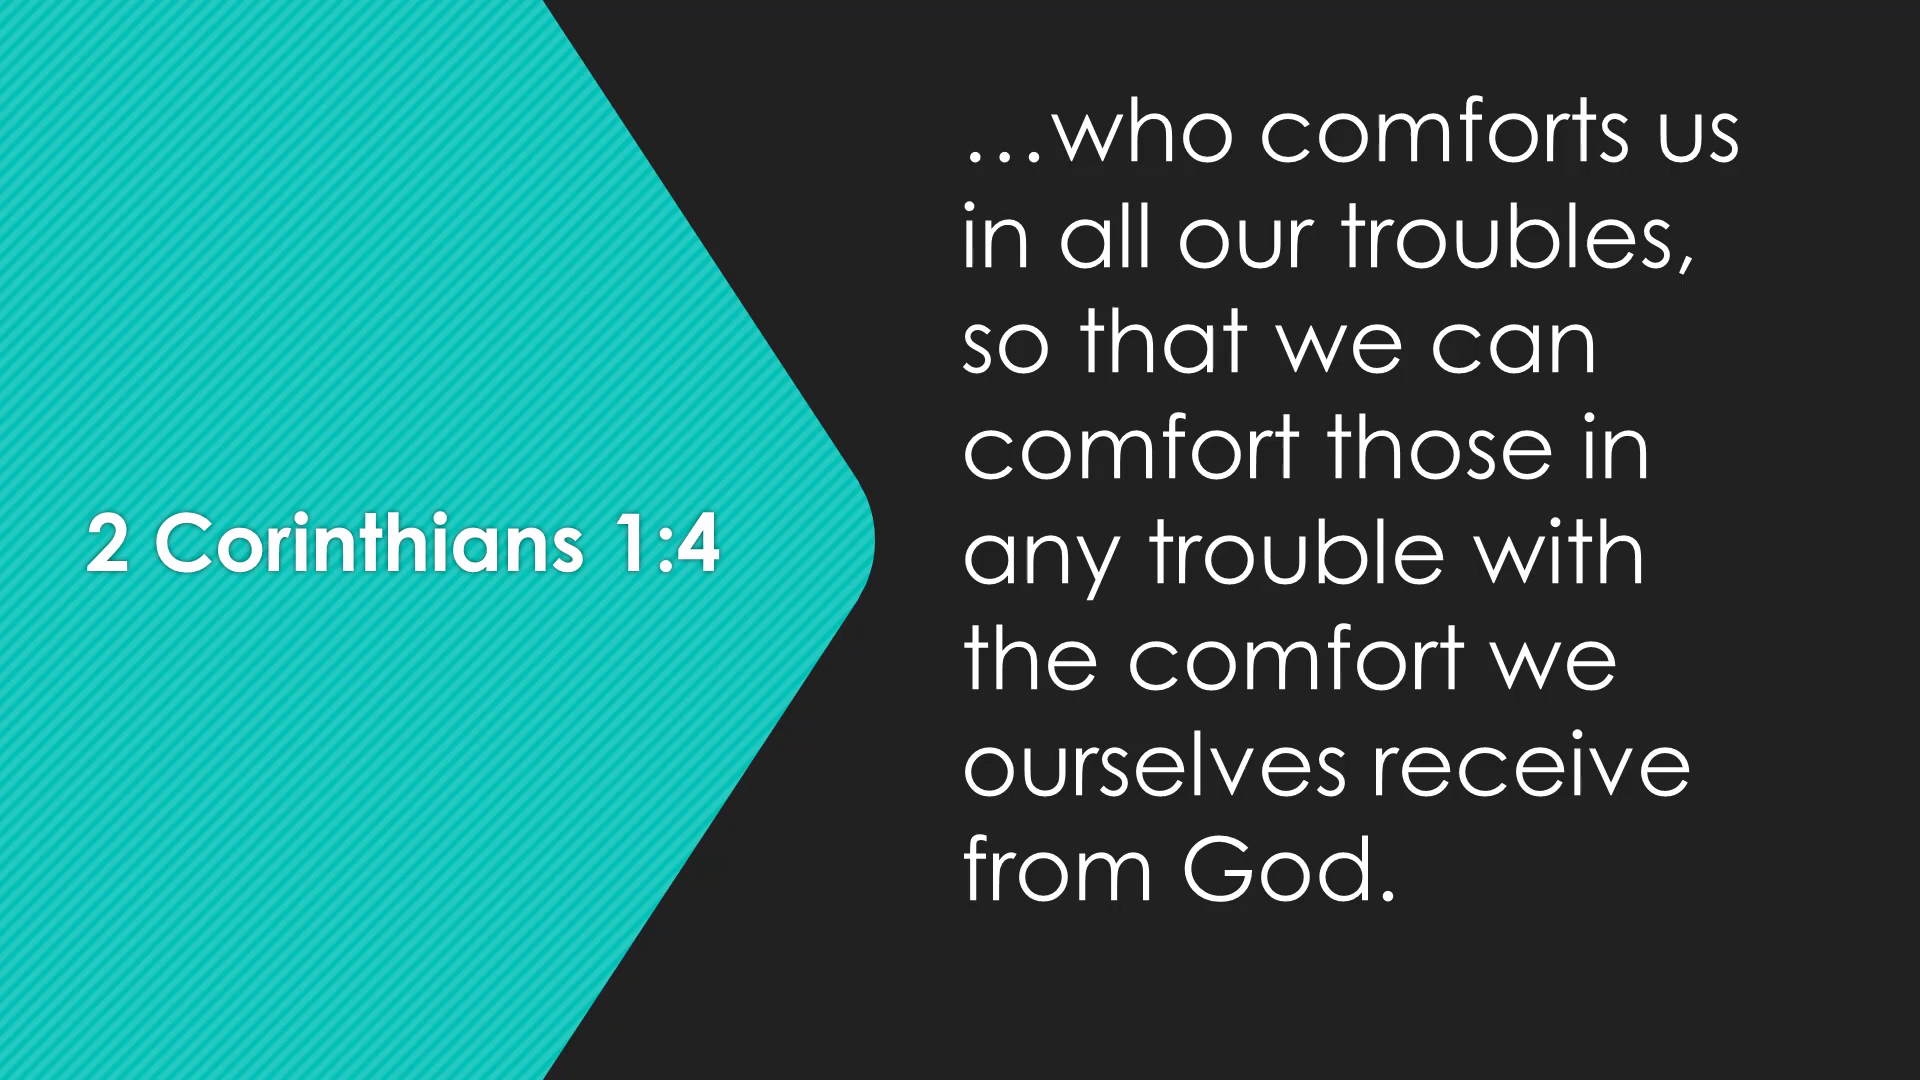 2 Corinthians 1:4
…who comforts us
in all our troubles,
so that we can
comfort those in
any trouble with
the comfort we
ourselves receive
from God.